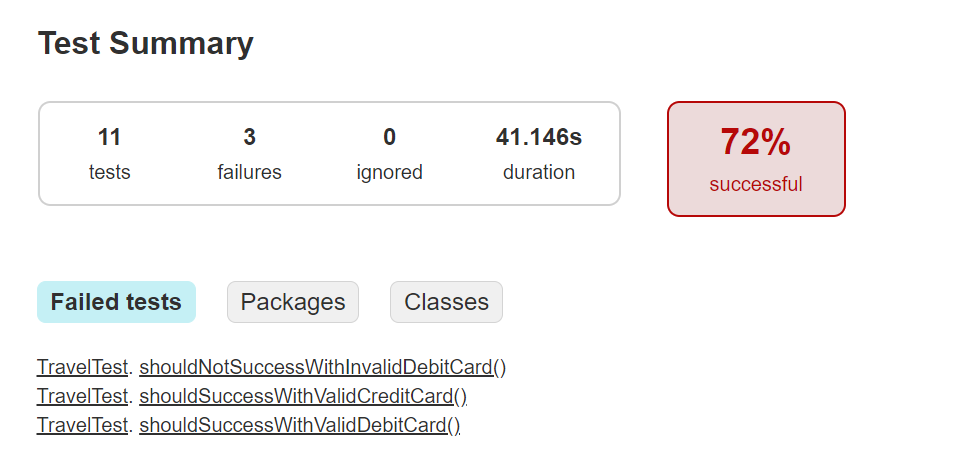 Test Summary
11 3 0 41.146s
tests failures ignored duration
72%
successful
Failed tests Packages Classes
TravelTest. shouldNotSuccessWithInvalidDebitCard()
TravelTest. shouldSuccessWithValidCreditCard()
TravelTest. shouldSuccessWithValidDebitCard()